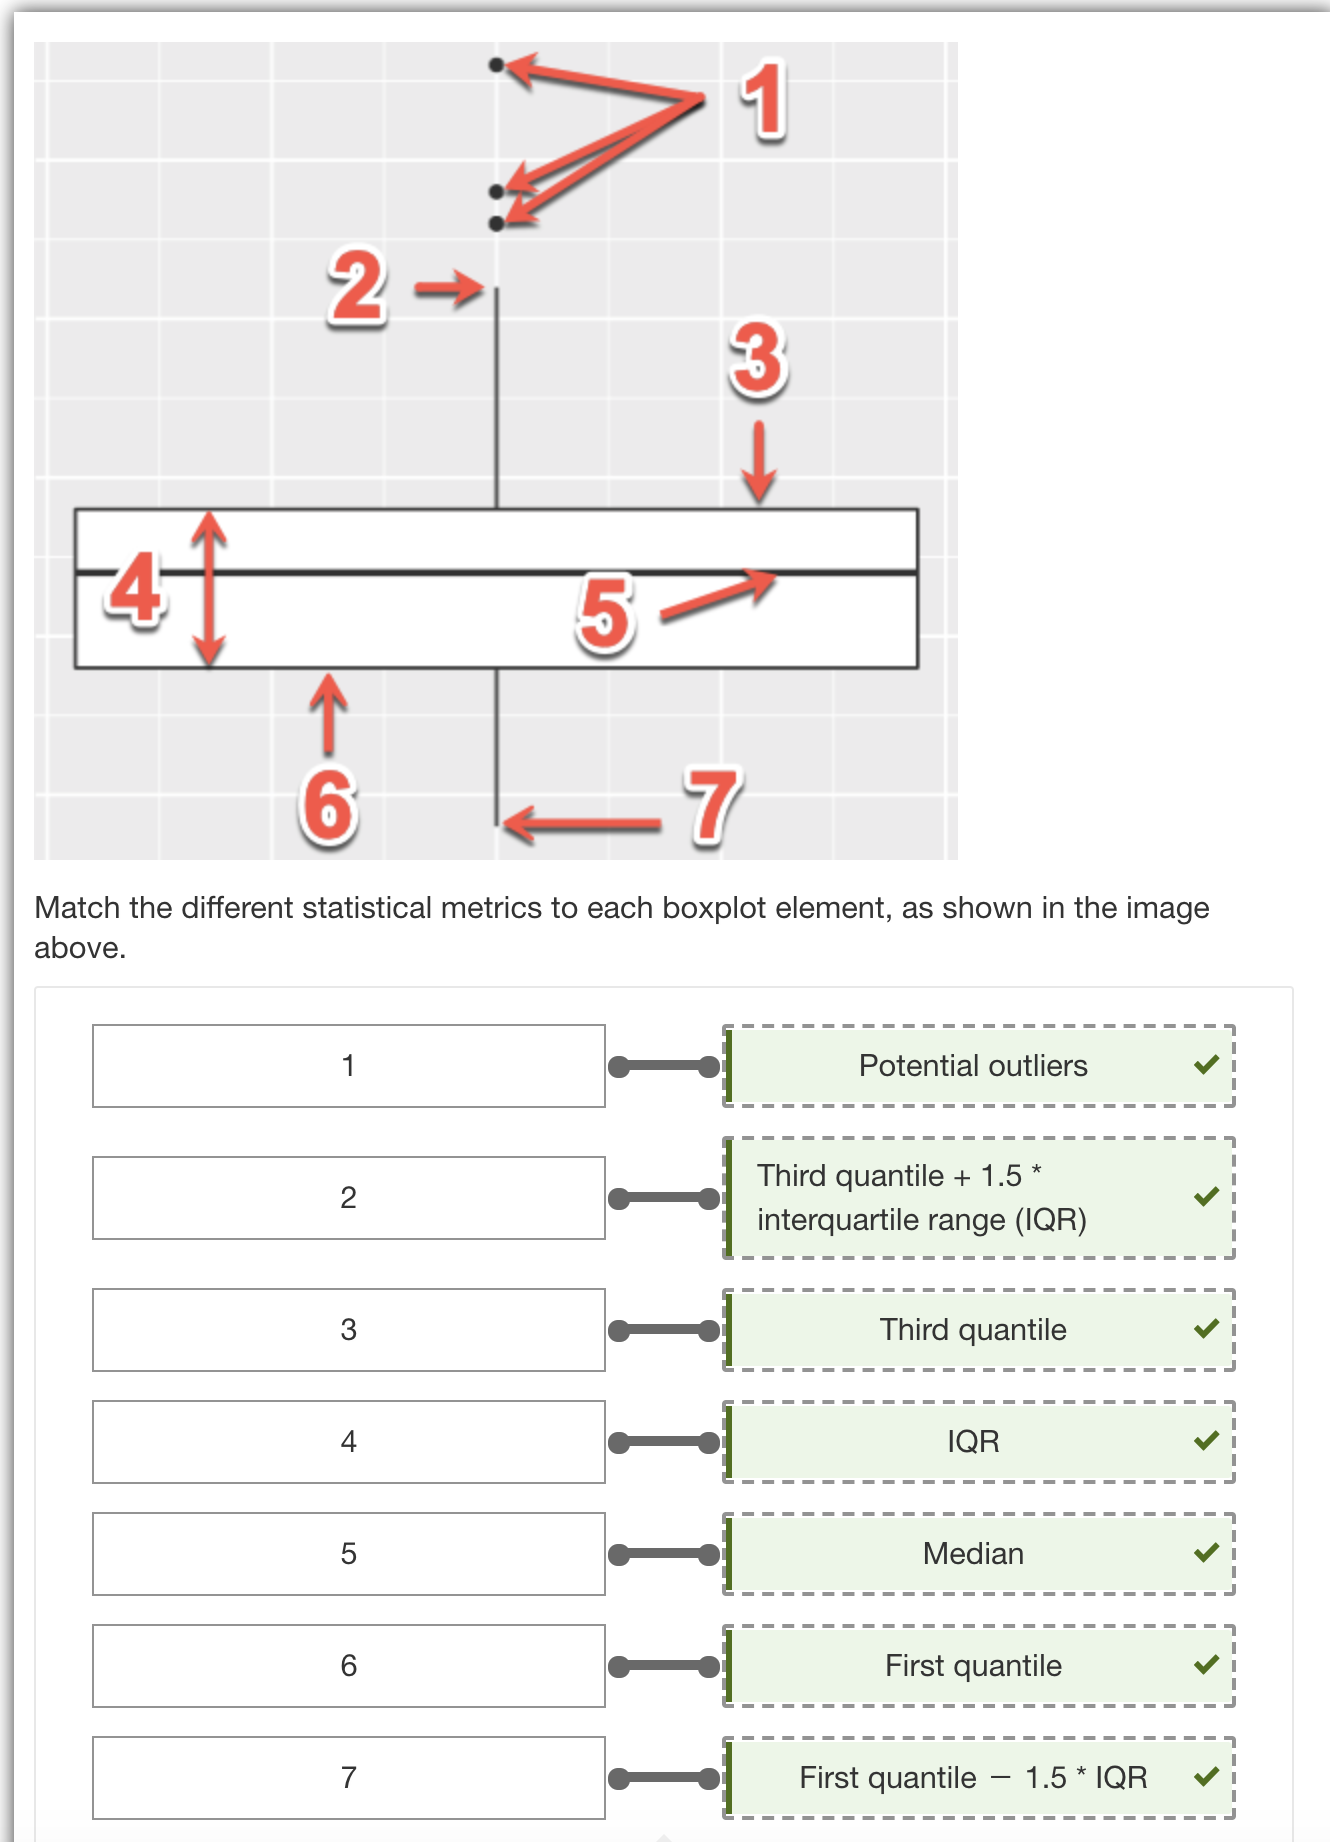 1
2
3
4
5
6
7
Match the different statistical metrics to each boxplot element, as shown in the image
above.
1
Potential outliers
2
Third quantile + 1.5 *
interquartile range (IQR)
3
Third quantile
4
IQR
5
Median
6
First quantile
7
First quantile − 1.5 * IQR